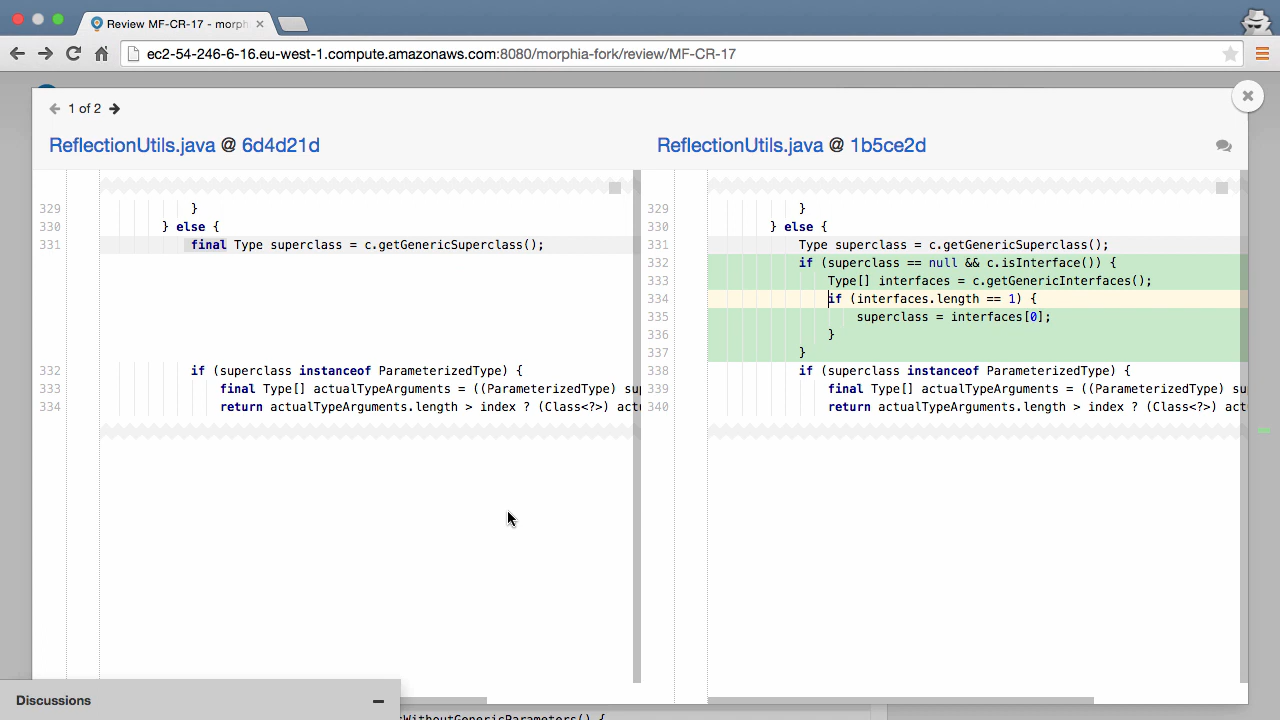 Review MF-CR-17 - morph
ec2-54-246-6-16.eu-west-1.compute.amazonaws.com:8080/morphia-fork/review/MF-CR-17
1 of 2
ReflectionUtils.java @ 6d4d21d
329 }
330 } else {
331 final Type superclass = c.getGenericSuperclass();
332 if (superclass instanceof ParameterizedType) {
333 final Type[] actualTypeArguments = ((ParameterizedType) su
334 return actualTypeArguments.length > index ? (Class<?>) act
ReflectionUtils.java @ 1b5ce2d
329 }
330 } else {
331 Type superclass = c.getGenericSuperclass();
332 if (superclass == null && c.isInterface()) {
333 Type[] interfaces = c.getGenericInterfaces();
334 if (interfaces.length == 1) {
335 superclass = interfaces[0];
336 }
337 }
338 if (superclass instanceof ParameterizedType) {
339 final Type[] actualTypeArguments = ((ParameterizedType) su
340 return actualTypeArguments.length > index ? (Class<?>) act
Discussions
WithoutGenericParameters() {